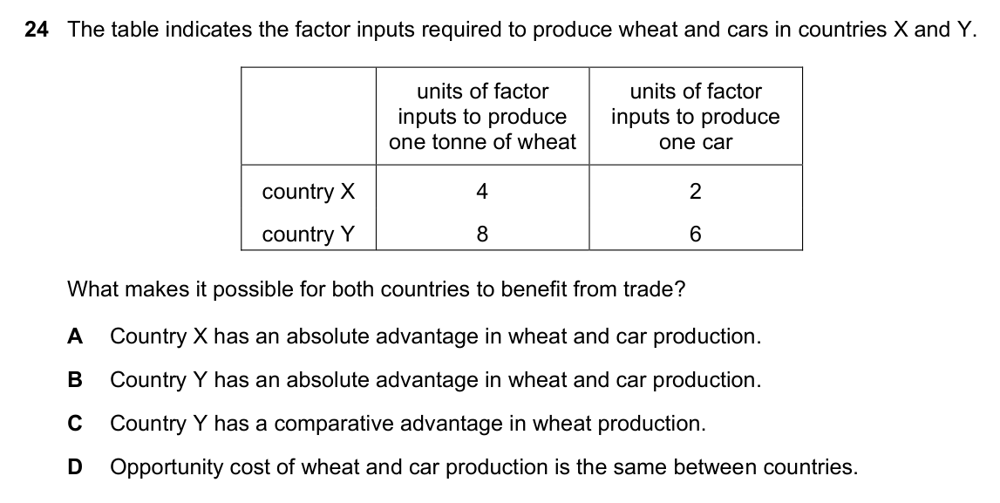 24 The table indicates the factor inputs required to produce wheat and cars in countries X and Y.
units of factor inputs to produce one tonne of wheat
units of factor inputs to produce one car
country X 4 2
country Y 8 6
What makes it possible for both countries to benefit from trade?
A Country X has an absolute advantage in wheat and car production.
B Country Y has an absolute advantage in wheat and car production.
C Country Y has a comparative advantage in wheat production.
D Opportunity cost of wheat and car production is the same between countries.